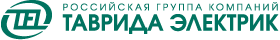 TEL
РОССИЙСКАЯ ГРУППА КОМПАНИЙ
ТАВРИДА ЭЛЕКТРИК